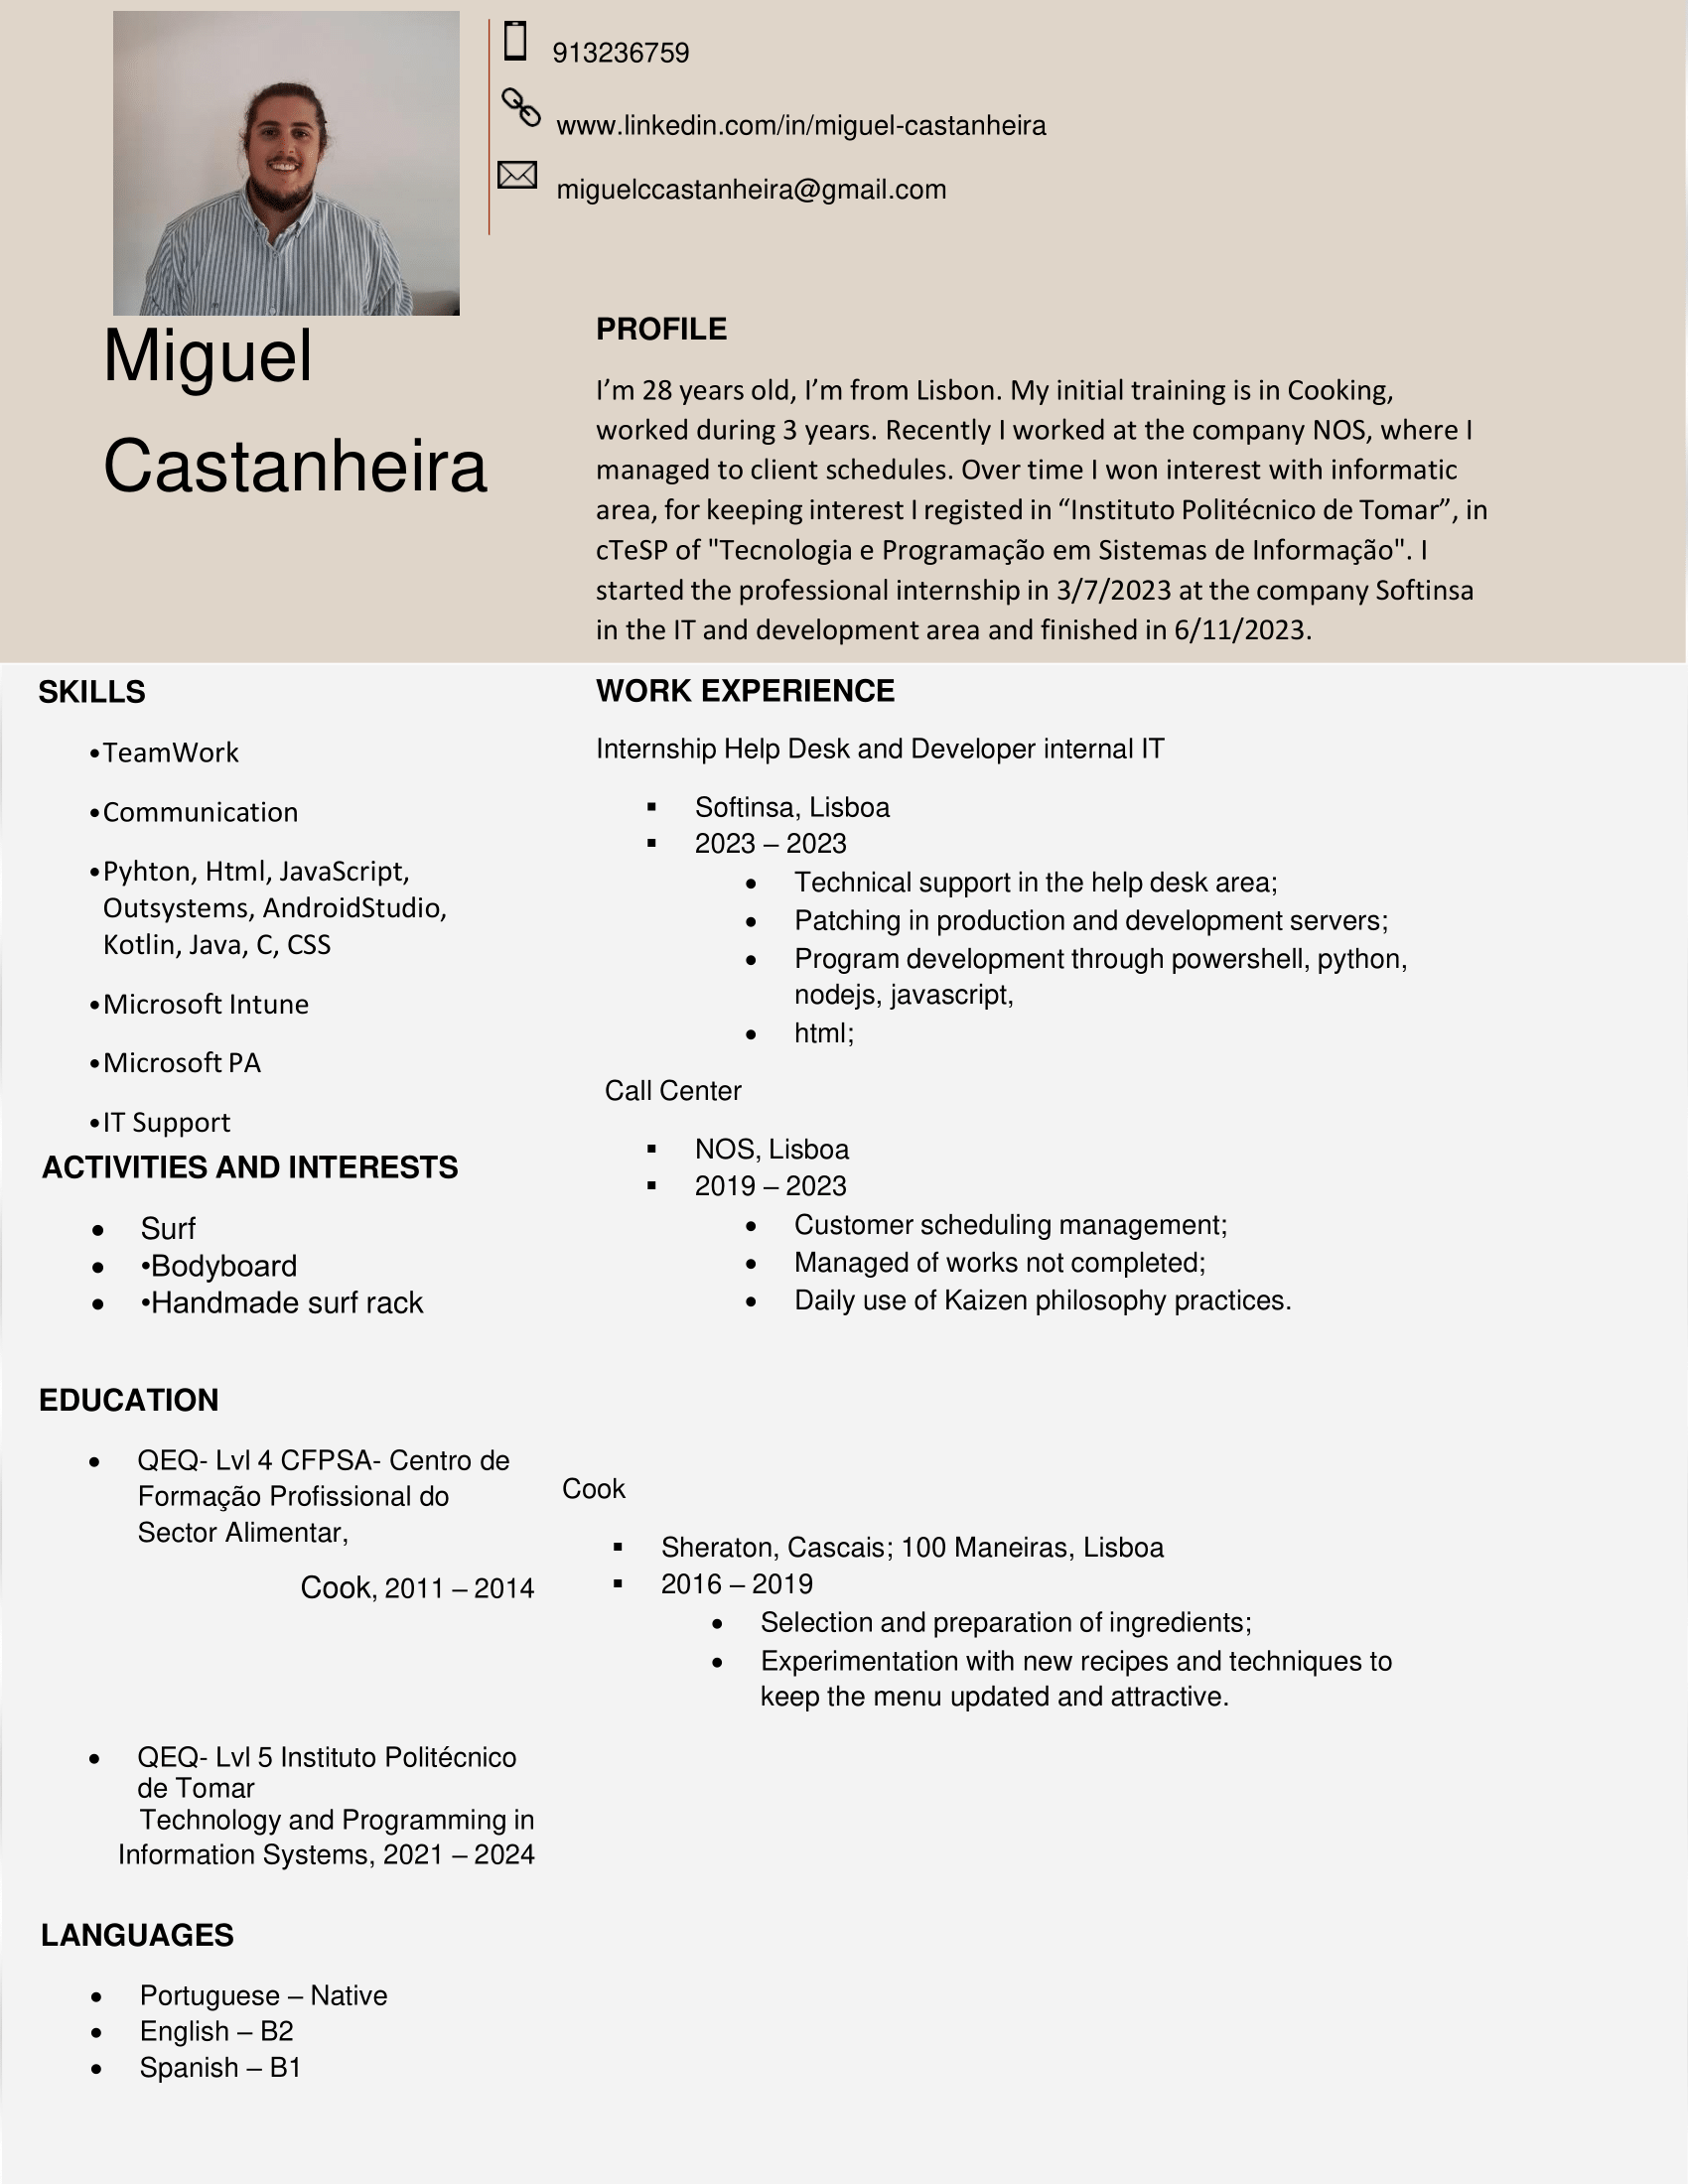 913236759
www.linkedin.com/in/miguel-castanheira
miguelccastanheira@gmail.com
Miguel
Castanheira
PROFILE
I’m 28 years old, I’m from Lisbon. My initial training is in Cooking,
worked during 3 years. Recently I worked at the company NOS, where I
managed to client schedules. Over time I won interest with informatic
area, for keeping interest I registed in “Instituto Politécnico de Tomar”, in
cTeSP of "Tecnologia e Programação em Sistemas de Informação". I
started the professional internship in 3/7/2023 at the company Softinsa
in the IT and development area and finished in 6/11/2023.
SKILLS
•TeamWork
•Communication
•Pyhton, Html, JavaScript,
Outsystems, AndroidStudio,
Kotlin, Java, C, CSS
•Microsoft Intune
•Microsoft PA
•IT Support
ACTIVITIES AND INTERESTS
• Surf
• •Bodyboard
• •Handmade surf rack
EDUCATION
• QEQ- Lvl 4 CFPSA- Centro de
Formação Profissional do
Sector Alimentar,
Cook, 2011 – 2014
• QEQ- Lvl 5 Instituto Politécnico
de Tomar
Technology and Programming in
Information Systems, 2021 – 2024
LANGUAGES
• Portuguese – Native
• English – B2
• Spanish – B1
WORK EXPERIENCE
Internship Help Desk and Developer internal IT
▪ Softinsa, Lisboa
▪ 2023 – 2023
• Technical support in the help desk area;
• Patching in production and development servers;
• Program development through powershell, python,
nodejs, javascript,
• html;
Call Center
▪ NOS, Lisboa
▪ 2019 – 2023
• Customer scheduling management;
• Managed of works not completed;
• Daily use of Kaizen philosophy practices.
Cook
▪ Sheraton, Cascais; 100 Maneiras, Lisboa
▪ 2016 – 2019
• Selection and preparation of ingredients;
• Experimentation with new recipes and techniques to
keep the menu updated and attractive.